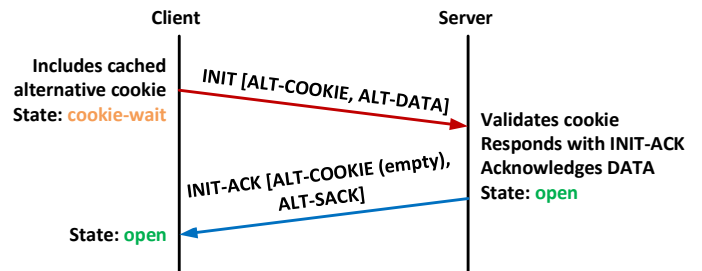 Client
Server
Includes cached
alternative cookie
State: cookie-wait
INIT [ALT-COOKIE, ALT-DATA]
Validates cookie
Responds with INIT-ACK
Acknowledges DATA
State: open
INIT-ACK [ALT-COOKIE (empty),
ALT-SACK]
State: open